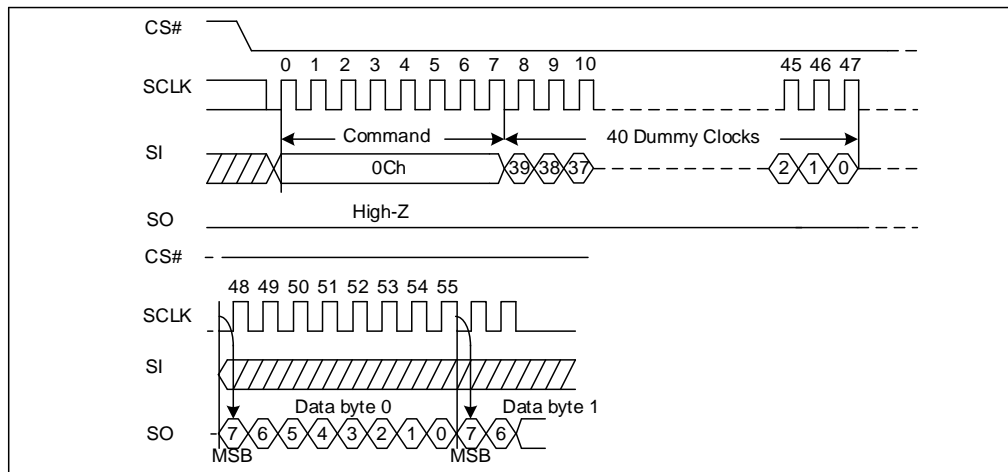 CS#
0 1 2 3 4 5 6 7 8 9 10 45 46 47
SCLK
Command 40 Dummy Clocks
SI 0Ch 39 38 37 2 1 0
High-Z
SO
CS#
48 49 50 51 52 53 54 55
SCLK
SI
Data byte 0 Data byte 1
SO 7 6 5 4 3 2 1 0 7 6
MSB MSB